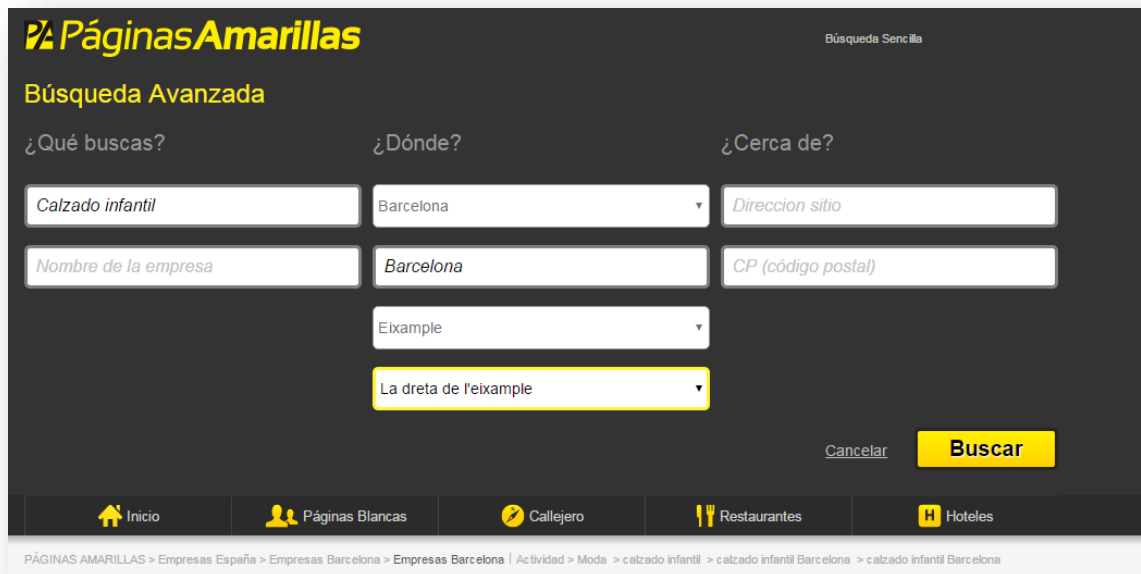 PA PáginasAmarillas
Búsqueda Sencilla
Búsqueda Avanzada
¿Qué buscas? ¿Dónde? ¿Cerca de?
Calzado infantil Barcelona Direccion sitio
Nombre de la empresa Barcelona CP (código postal)
Eixample
La dreta de l'eixample
Cancelar Buscar
Inicio Páginas Blancas Callejero Restaurantes H Hoteles
PÁGINAS AMARILLAS > Empresas España > Empresas Barcelona > Empresas Barcelona | Actividad > Moda > calzado infantil > calzado infantil Barcelona > calzado infantil Barcelona